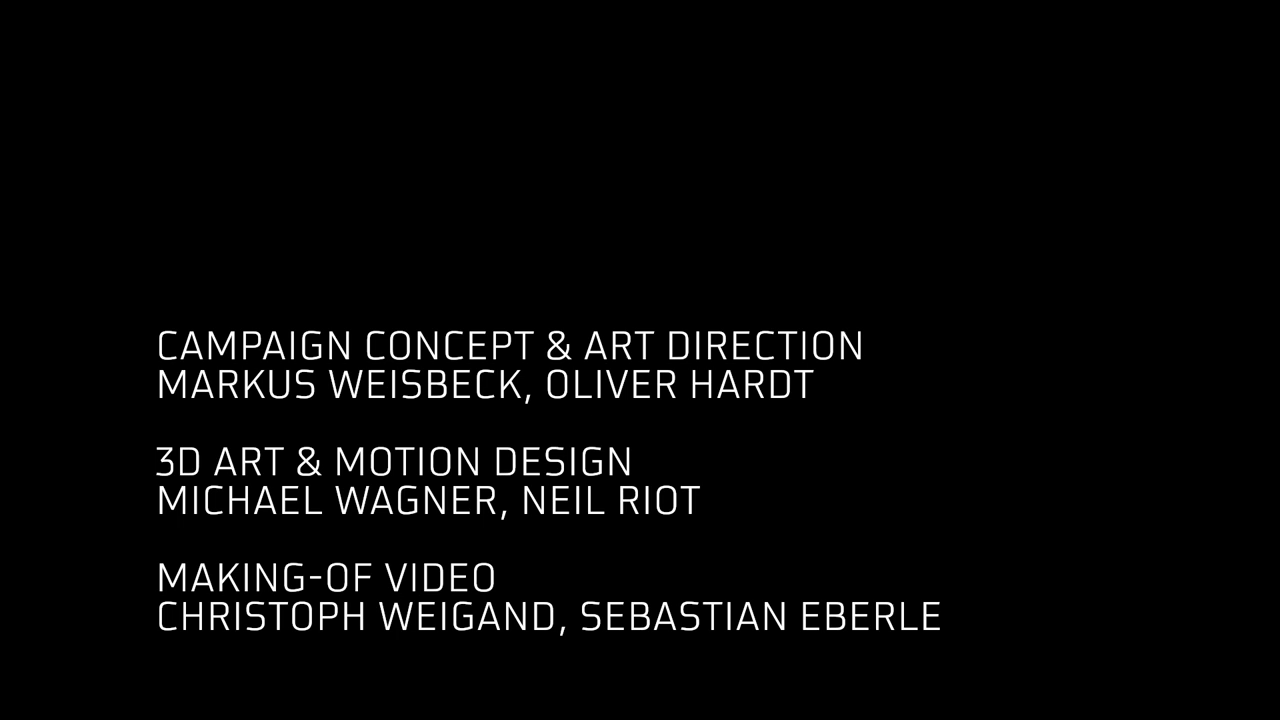 CAMPAIGN CONCEPT & ART DIRECTION
MARKUS WEISBECK, OLIVER HARDT
3D ART & MOTION DESIGN
MICHAEL WAGNER, NEIL RIOT
MAKING-OF VIDEO
CHRISTOPH WEIGAND, SEBASTIAN EBERLE